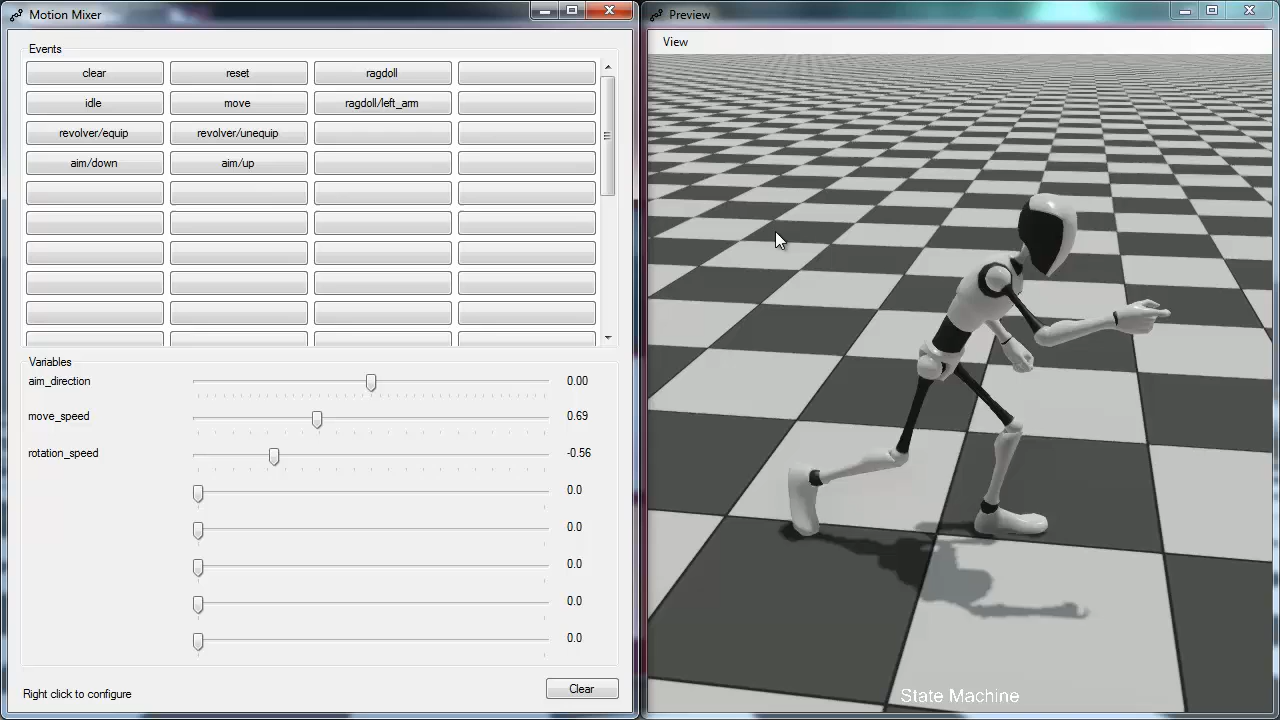 Motion Mixer
Events
clear reset ragdoll
idle move ragdoll/left_arm
revolver/equip revolver/unequip
aim/down aim/up
Variables
aim_direction 0.00
move_speed 0.69
rotation_speed -0.56
0.0
0.0
0.0
0.0
0.0
Right click to configure Clear
Preview
View
State Machine